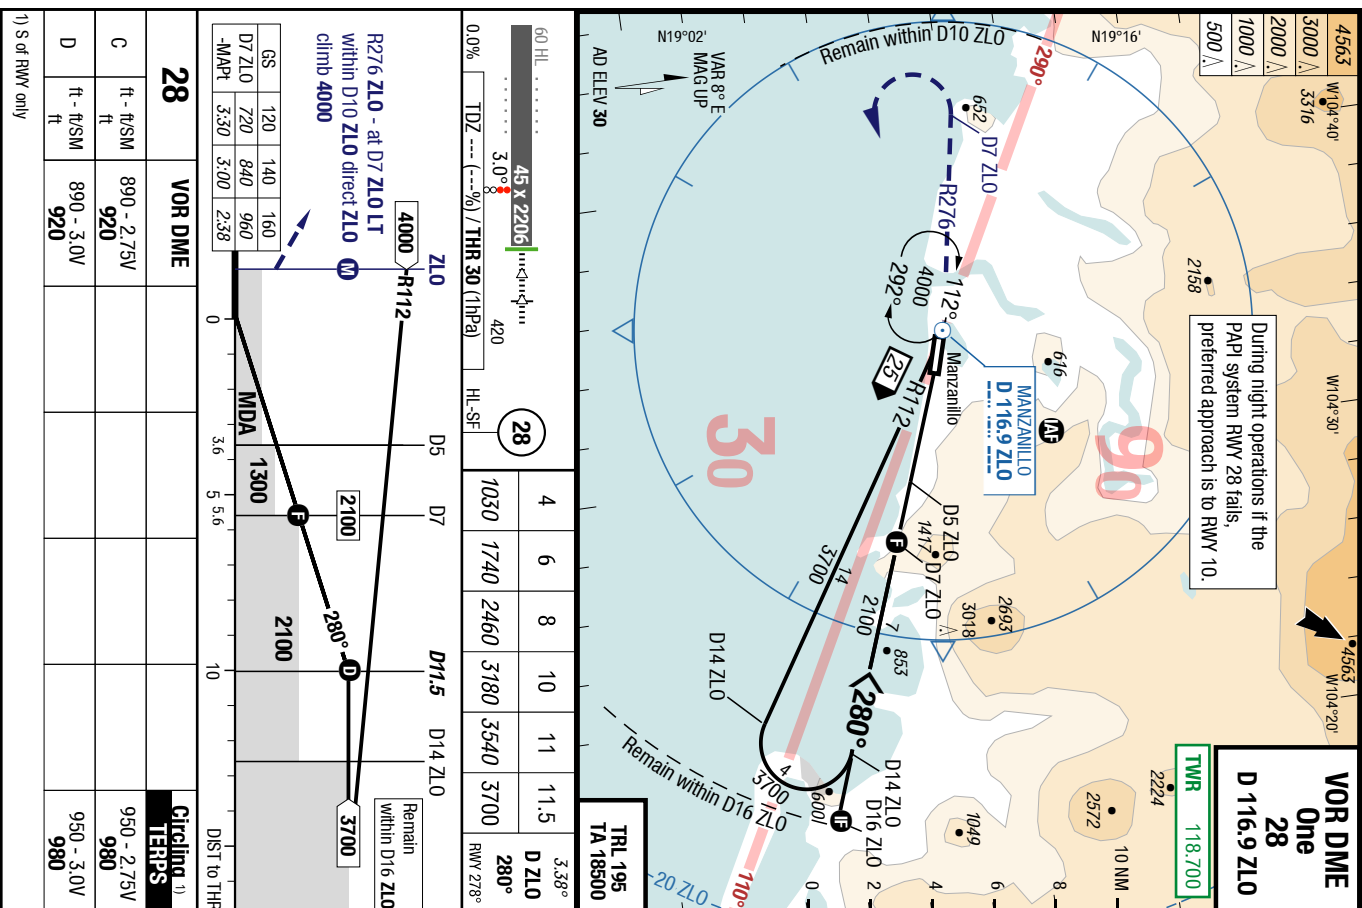 VOR DME
One
28
D 116.9 ZLO
TWR 118.700
4563
3000
2000
1000
500
W104°40'
W104°30'
W104°20'
N19°16'
N19°02'
3316
2158
616
652
4563
2224
2572
1049
2693
3018
1417
853
600
During night operations if the
PAPI system RWY 28 fails,
preferred approach is to RWY 10.
MANZANILLO
D 116.9 ZLO
IAF
90
30
290°
110°
Remain within D10 ZLO
Remain within D16 ZLO
VAR 8° E
MAG UP
AD ELEV 30
D7 ZLO
R276
112°
4000
292°
Manzanillo
25
R112
D5 ZLO
F
D7 ZLO
14
3700
2100
7
280°
D14 ZLO
D14 ZLO
D16 ZLO
IF
4
3700
20 ZLO
10 NM
8
6
4
2
0
TRL 195
TA 18500
60 HL
45 x 2206
3.0°
0.0%
TDZ --- (---%) / THR 30 (1hPa)
420
HL-SF
28
4 6 8 10 11 11.5
1030 1740 2460 3180 3540 3700
3.38°
D ZLO
280°
RWY 278°
R276 ZLO - at D7 ZLO LT
within D10 ZLO direct ZLO
climb 4000
M
GS 120 140 160
D7 ZLO 720 840 960
-MAPt 3:30 3:00 2:38
ZLO
D5
D7
D11.5
D14 ZLO
4000
R112
2100
F
280°
D
3700
Remain
within D16 ZLO
MDA
1300
2100
0
3.6
5
5.6
10
DIST to THR
28
VOR DME
Circling 1)
TERPS
C
ft - ft/SM
ft
890 - 2.75V
920
950 - 2.75V
980
D
ft - ft/SM
ft
890 - 3.0V
920
950 - 3.0V
980
1) S of RWY only